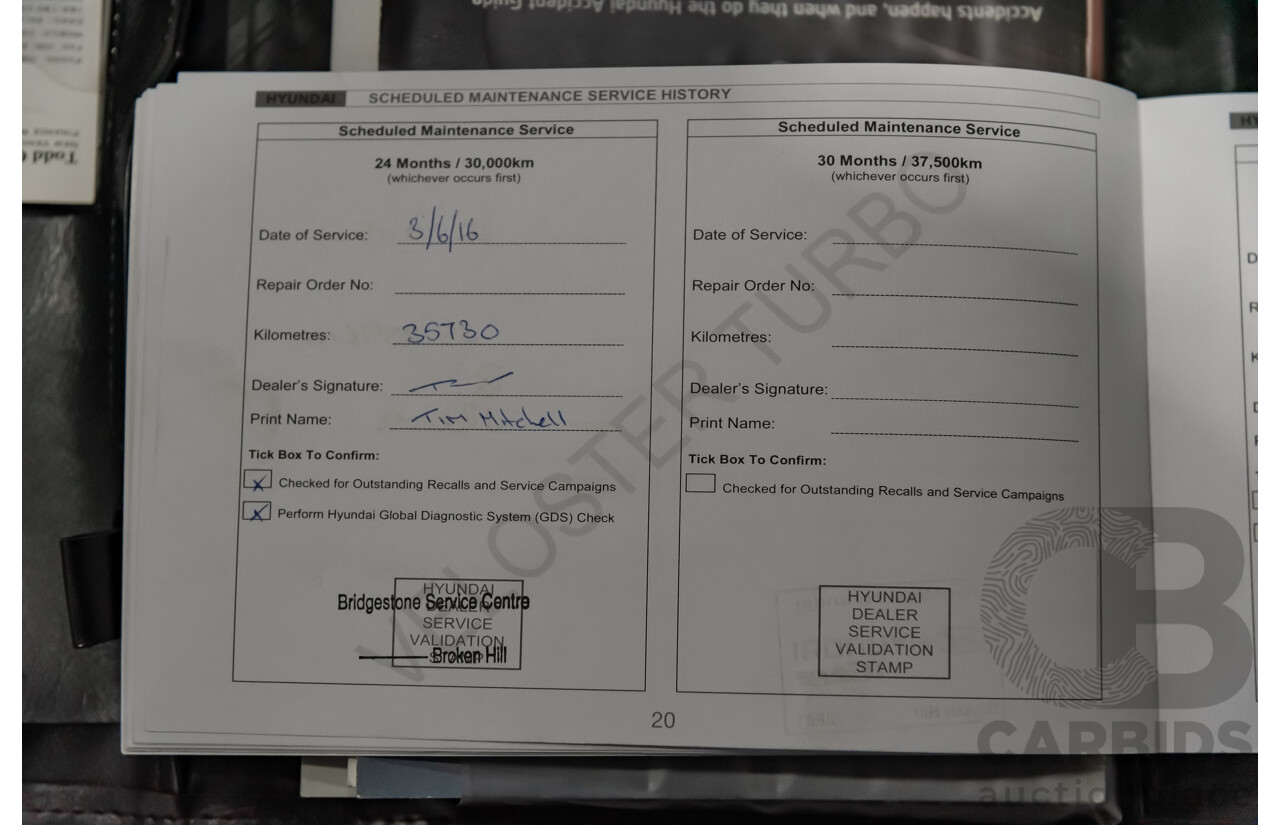 Accidents happen, and when they do the Hyundai Accident Guide
Todd
HYUNDAI SCHEDULED MAINTENANCE SERVICE HISTORY
Scheduled Maintenance Service
24 Months / 30,000km
(whichever occurs first)
Date of Service: 3/6/16
Repair Order No:
Kilometres: 35730
Dealer's Signature:
Print Name: Tim Mitchell
Tick Box To Confirm:
Checked for Outstanding Recalls and Service Campaigns
Perform Hyundai Global Diagnostic System (GDS) Check
HYUNDAI
DEALER
SERVICE
VALIDATION
STAMP
Bridgestone Service Centre
Broken Hill
Scheduled Maintenance Service
30 Months / 37,500km
(whichever occurs first)
Date of Service:
Repair Order No:
Kilometres:
Dealer's Signature:
Print Name:
Tick Box To Confirm:
Checked for Outstanding Recalls and Service Campaigns
HYUNDAI
DEALER
SERVICE
VALIDATION
STAMP
VELOSTER TURBO
20
CB
CARBIDS